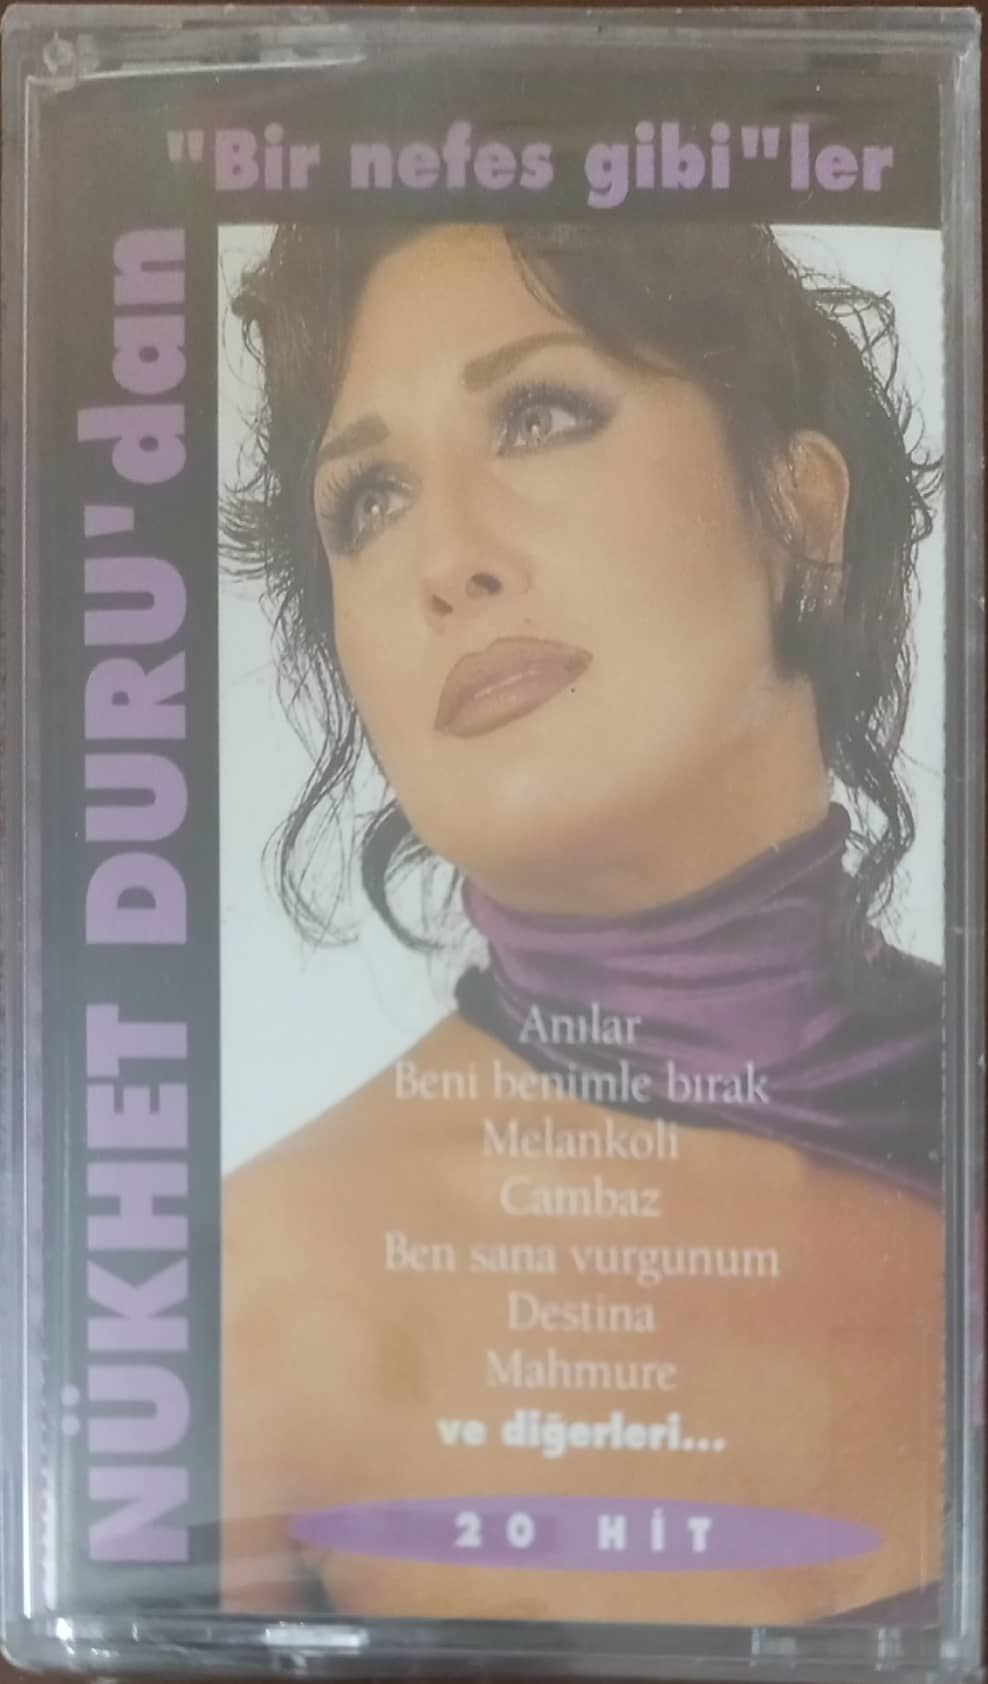 "Bir nefes gibi"ler
NÜKHET DURU'dan
Anılar
Beni benimle bırak
Melankoli
Cambaz
Ben sana vurgunum
Destina
Mahmure
ve diğerleri...
20 HİT